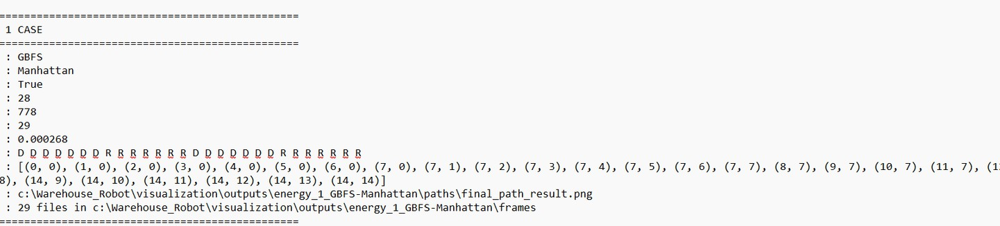 ================================================
1 CASE
================================================
: GBFS
: Manhattan
: True
: 28
: 778
: 29
: 0.000268
: D D D D D D D R R R R R R R D D D D D D D R R R R R R R
: [(0, 0), (1, 0), (2, 0), (3, 0), (4, 0), (5, 0), (6, 0), (7, 0), (7, 1), (7, 2), (7, 3), (7, 4), (7, 5), (7, 6), (7, 7), (8, 7), (9, 7), (10, 7), (11, 7),
8), (14, 9), (14, 10), (14, 11), (14, 12), (14, 13), (14, 14)]
: c:\Warehouse_Robot\visualization\outputs\energy_1_GBFS-Manhattan\paths\final_path_result.png
: 29 files in c:\Warehouse_Robot\visualization\outputs\energy_1_GBFS-Manhattan\frames
================================================